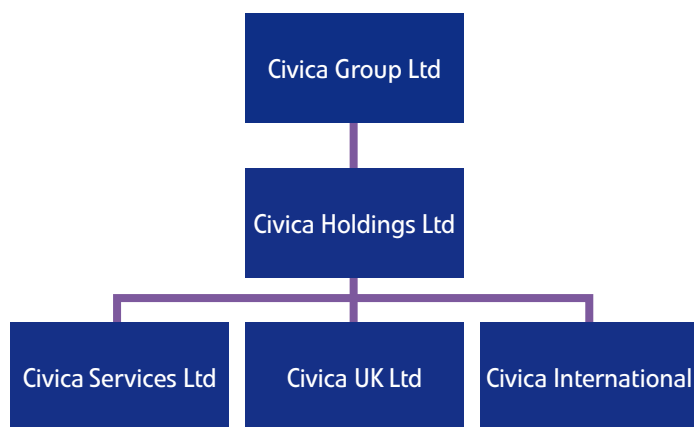 Civica Group Ltd
Civica Holdings Ltd
Civica Services Ltd
Civica UK Ltd
Civica International